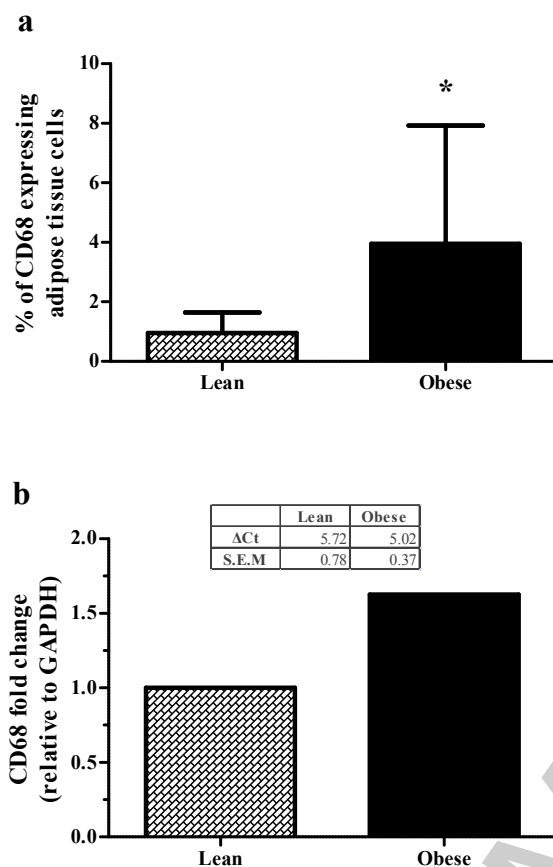 a
% of CD68 expressing
adipose tissue cells
10
8
6
4
2
0
*
Lean Obese
b
CD68 fold change
(relative to GAPDH)
Lean Obese
ΔCt 5.72 5.02
S.E.M 0.78 0.37
2.0
1.5
1.0
0.5
0.0
Lean Obese